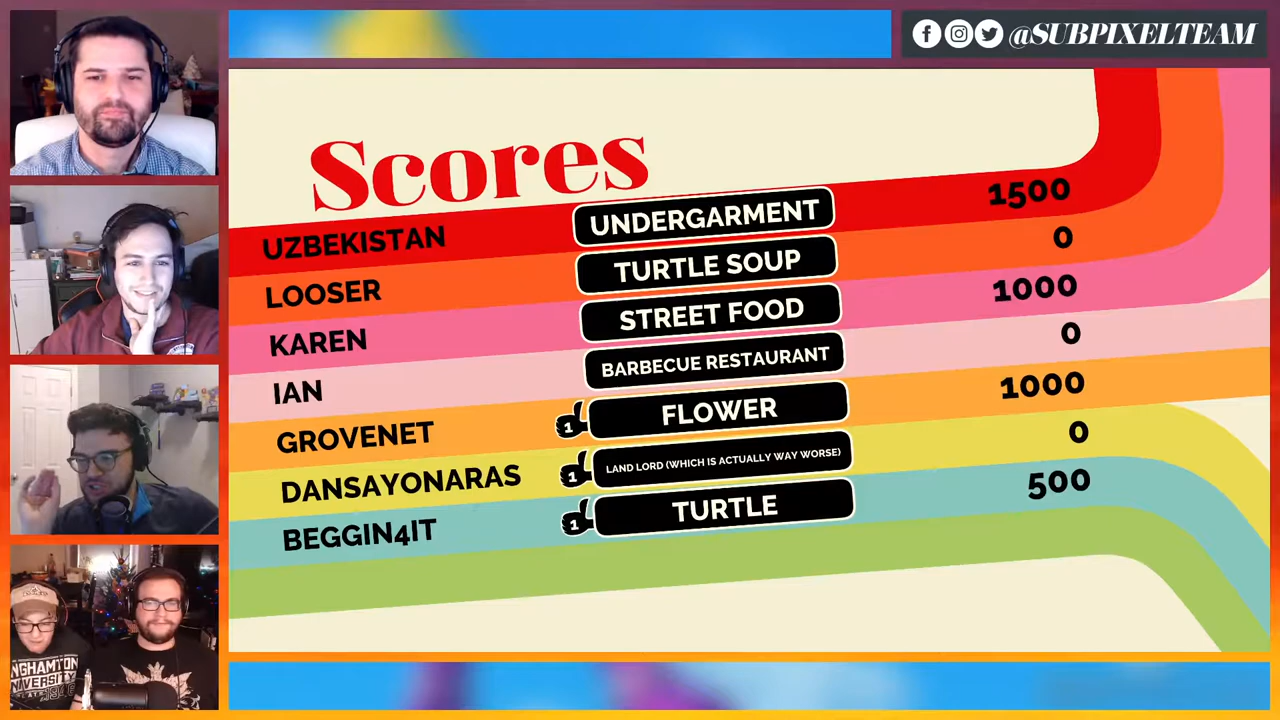 @SUBPIXELTEAM
Scores
UZBEKISTAN UNDERGARMENT 1500
LOOSER TURTLE SOUP 0
KAREN STREET FOOD 1000
IAN BARBECUE RESTAURANT 0
GROVENET 1 FLOWER 1000
DANSAYONARAS 1 LAND LORD (WHICH IS ACTUALLY WAY WORSE) 0
BEGGIN4IT 1 TURTLE 500
UNIVERSITY